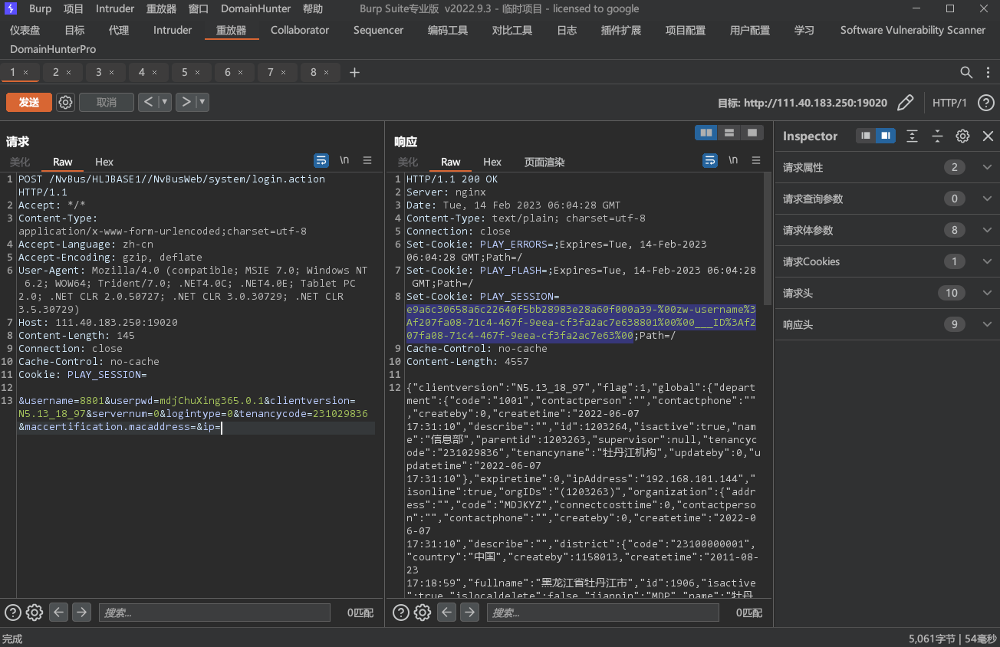 Burp 项目 Intruder 重放器 窗口 DomainHunter 帮助 Burp Suite专业版 v2022.9.3 - 临时项目 - licensed to google
仪表盘 目标 代理 Intruder 重放器 Collaborator Sequencer 编码工具 对比工具 日志 插件扩展 项目配置 用户配置 学习 Software Vulnerability Scanner
DomainHunterPro
1 × 2 × 3 × 4 × 5 × 6 × 7 × 8 × +
发送 取消 < > 目标: http://111.40.183.250:19020 HTTP/1
请求
美化 Raw Hex \n
1 POST /NvBus/HLJBASE1//NvBusWeb/system/login.action
HTTP/1.1
2 Accept: */*
3 Content-Type:
application/x-www-form-urlencoded;charset=utf-8
4 Accept-Language: zh-cn
5 Accept-Encoding: gzip, deflate
6 User-Agent: Mozilla/4.0 (compatible; MSIE 7.0; Windows NT
6.2; WOW64; Trident/7.0; .NET4.0C; .NET4.0E; Tablet PC
2.0; .NET CLR 2.0.50727; .NET CLR 3.0.30729; .NET CLR
3.5.30729)
7 Host: 111.40.183.250:19020
8 Content-Length: 145
9 Connection: close
10 Cache-Control: no-cache
11 Cookie: PLAY_SESSION=
12
13 &username=8801&userpwd=mdjChuXing365.0.1&clientversion=
N5.13_18_97&servernum=0&logintype=0&tenancycode=231029836
&maccertification.macaddress=&ip=
搜索... 0匹配
响应
美化 Raw Hex 页面渲染 \n
1 HTTP/1.1 200 OK
2 Server: nginx
3 Date: Tue, 14 Feb 2023 06:04:28 GMT
4 Content-Type: text/plain; charset=utf-8
5 Connection: close
6 Set-Cookie: PLAY_ERRORS=;Expires=Tue, 14-Feb-2023
06:04:28 GMT;Path=/
7 Set-Cookie: PLAY_FLASH=;Expires=Tue, 14-Feb-2023 06:04:28
GMT;Path=/
8 Set-Cookie: PLAY_SESSION=
e9a6c30658a6c22640f5bb28983e28a60f000a39-%00zw-username%3
Af207fa08-71c4-467f-9eea-cf3fa2ac7e638801%00%00___ID%3Af2
07fa08-71c4-467f-9eea-cf3fa2ac7e63%00;Path=/
9 Cache-Control: no-cache
10 Content-Length: 4557
11
12 {"clientversion":"N5.13_18_97","flag":1,"global":{"depart
ment":{"code":"1001","contactperson":"","contactphone":""
,"createby":0,"createtime":"2022-06-07
17:31:10","describe":"","id":1203264,"isactive":true,"nam
e":"信息部","parentid":1203263,"supervisor":null,"tenancyc
ode":"231029836","tenancyname":"牡丹江机构","updateby":0,"u
pdatetime":"2022-06-07
17:31:10"},"expiretime":0,"ipAddress":"192.168.101.144","
isonline":true,"orgIDs":"(1203263)","organization":{"addr
ess":"","code":"MDJKYZ","connectcosttime":0,"contactperso
n":"","contactphone":"","createby":0,"createtime":"2022-0
6-07
17:31:10","describe":"","district":{"code":"23100000001",
"country":"中国","createby":1158013,"createtime":"2011-08-
23
17:18:59","fullname":"黑龙江省牡丹江市","id":1906,"isactive
":true,"islocaldelete":false,"jianpin":"MDP","name":"牡丹
搜索... 0匹配
Inspector
请求属性 2
请求查询参数 0
请求体参数 8
请求Cookies 1
请求头 10
响应头 9
完成 5,061字节 | 54毫秒